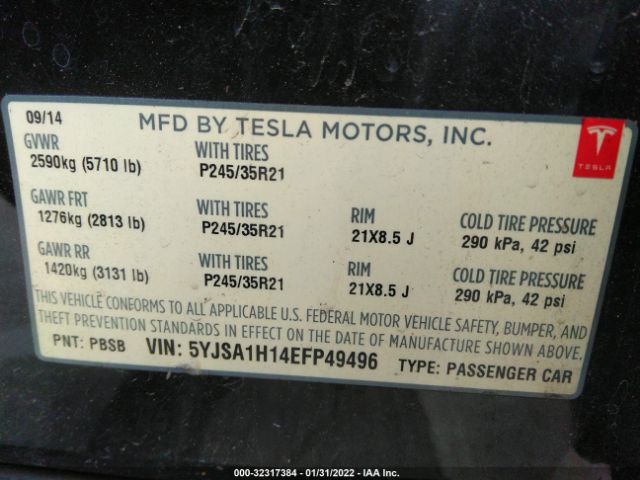 09/14
MFD BY TESLA MOTORS, INC.
TESLA
GVWR WITH TIRES
2590kg (5710 lb) P245/35R21
GAWR FRT WITH TIRES RIM COLD TIRE PRESSURE
1276kg (2813 lb) P245/35R21 21X8.5 J 290 kPa, 42 psi
GAWR RR WITH TIRES RIM COLD TIRE PRESSURE
1420kg (3131 lb) P245/35R21 21X8.5 J 290 kPa, 42 psi
THIS VEHICLE CONFORMS TO ALL APPLICABLE U.S. FEDERAL MOTOR VEHICLE SAFETY, BUMPER, AND
THEFT PREVENTION STANDARDS IN EFFECT ON THE DATE OF MANUFACTURE SHOWN ABOVE.
PNT: PBSB VIN: 5YJSA1H14EFP49496 TYPE: PASSENGER CAR
000-32317384 - 01/31/2022 - IAA Inc.